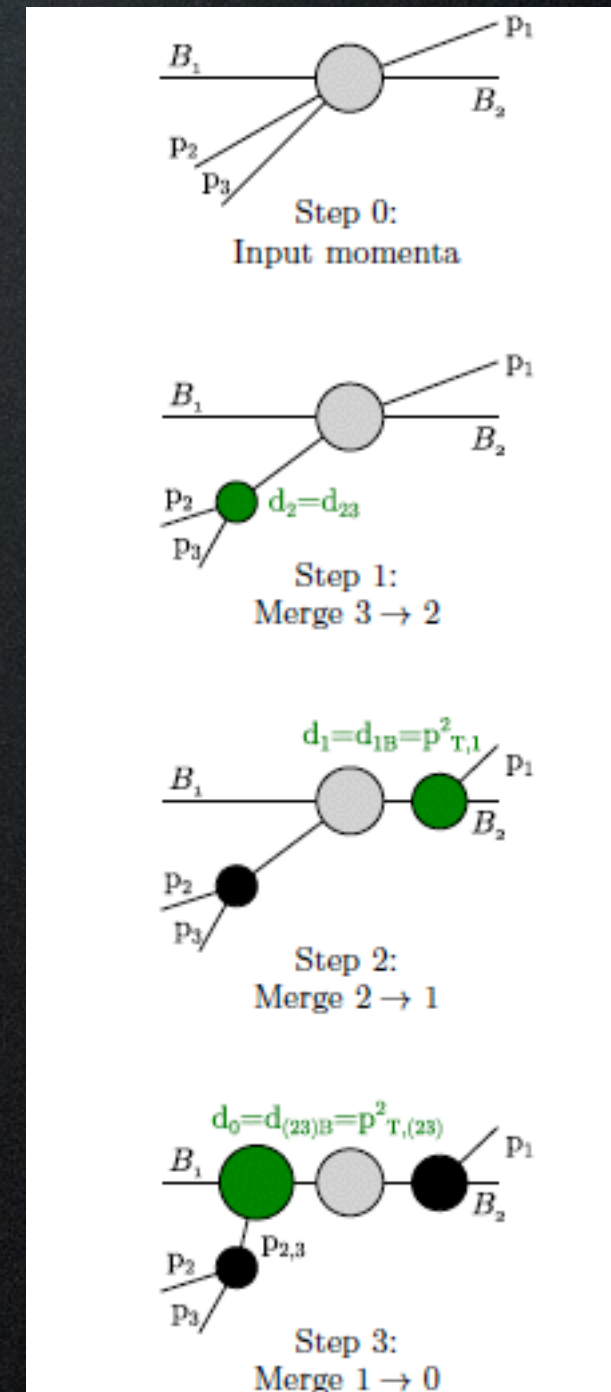 p₁
B₁
B₂
p₂
p₃
Step 0:
Input momenta
p₁
B₁
B₂
p₂ d₂=d₂₃
p₃
Step 1:
Merge 3 → 2
d₁=d₁B=p²T,1
p₁
B₁
B₂
p₂
p₃
Step 2:
Merge 2 → 1
d₀=d(23)B=p²T,(23)
p₁
B₁
B₂
p₂,₃
p₂
p₃
Step 3:
Merge 1 → 0